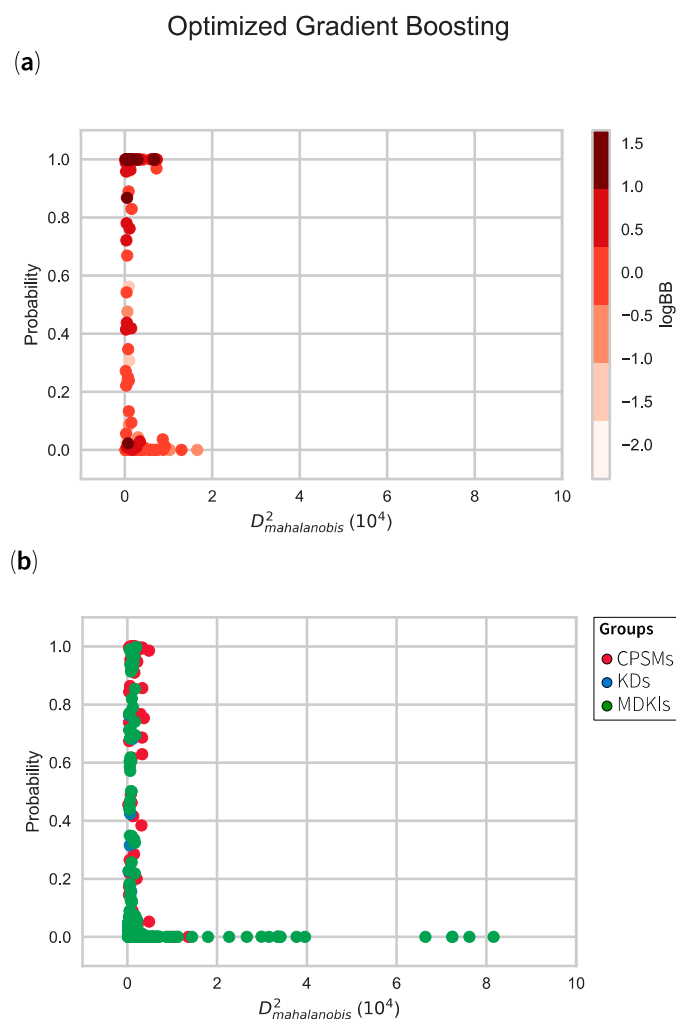 Optimized Gradient Boosting
(a)
1.0
0.8
0.6
0.4
0.2
0.0
Probability
0 2 4 6 8 10
D²mahalanobis (10⁴)
1.5
1.0
0.5
0.0
−0.5
−1.0
−1.5
−2.0
logBB
(b)
1.0
0.8
0.6
0.4
0.2
0.0
Probability
0 2 4 6 8 10
D²mahalanobis (10⁴)
Groups
CPSMs
KDs
MDKIs